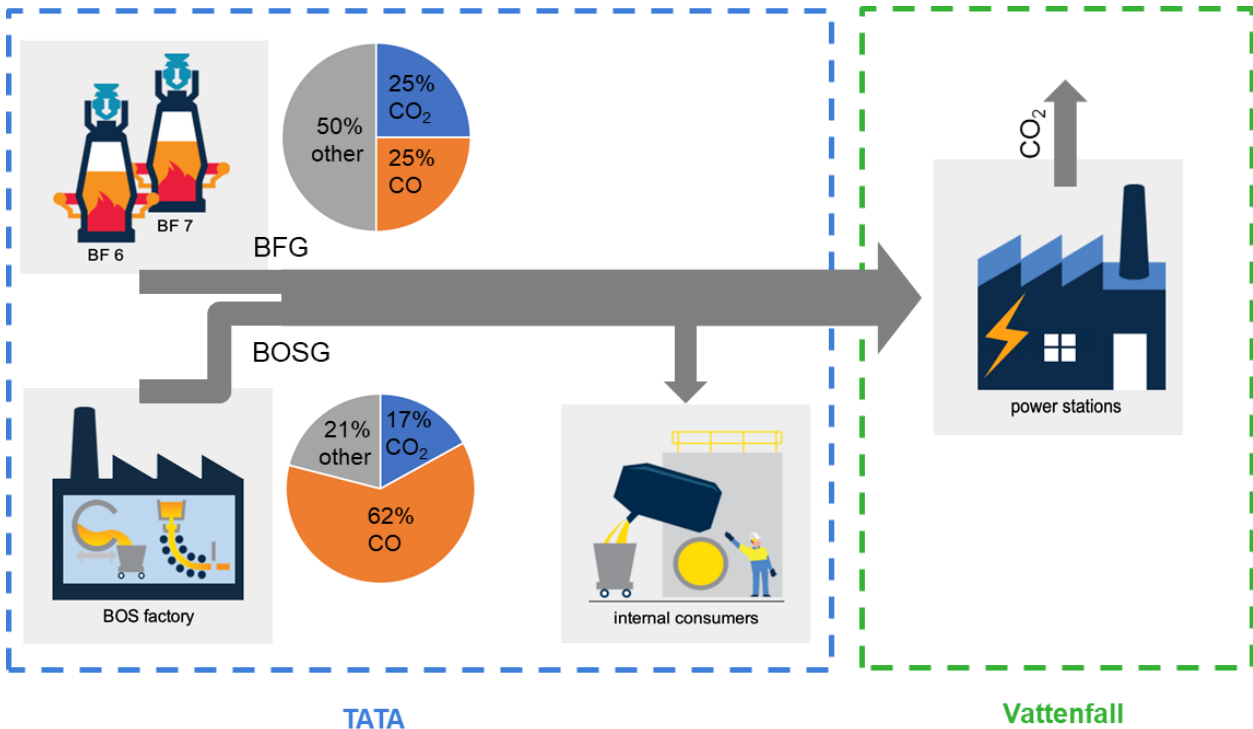 25%
CO₂
50%
other
25%
CO
BF 7
BF 6
BFG
CO₂
power stations
BOSG
17%
CO₂
21%
other
62%
CO
BOS factory
internal consumers
TATA
Vattenfall